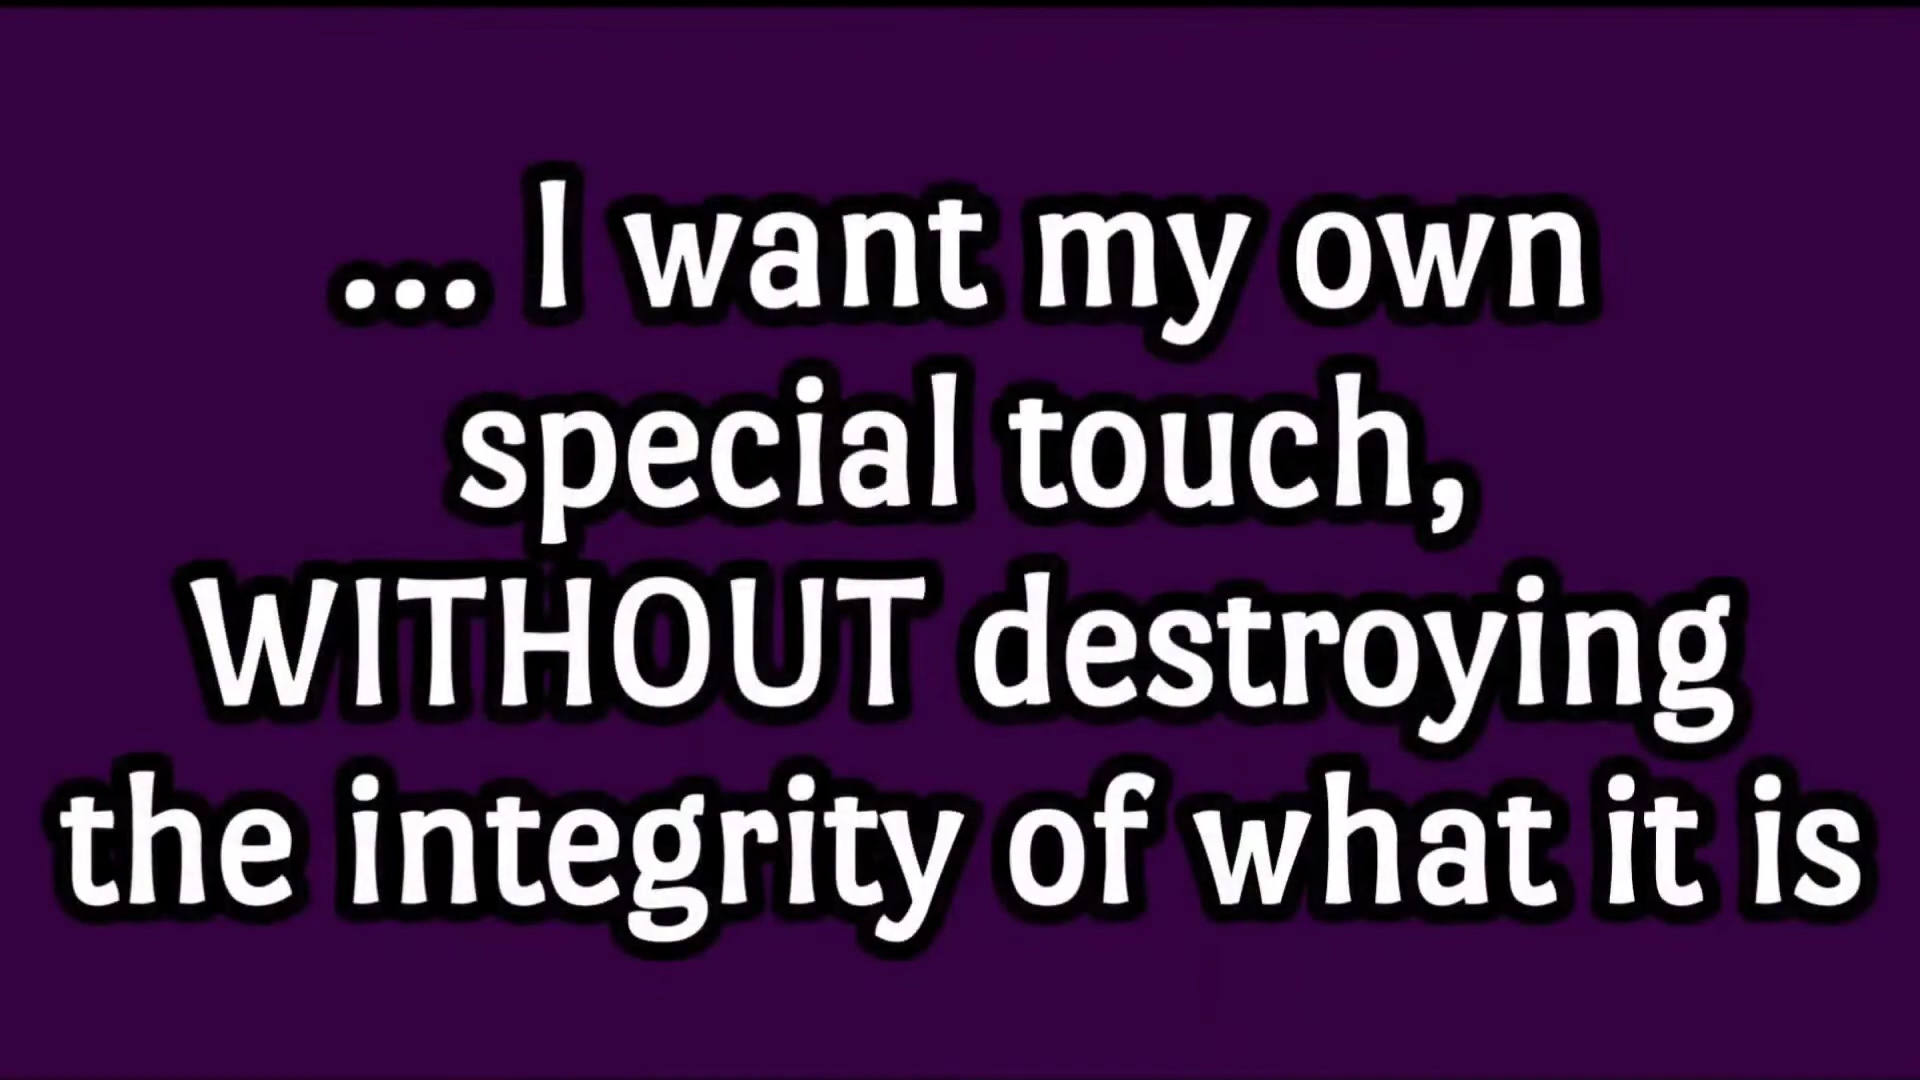 ... I want my own
special touch,
WITHOUT destroying
the integrity of what it is